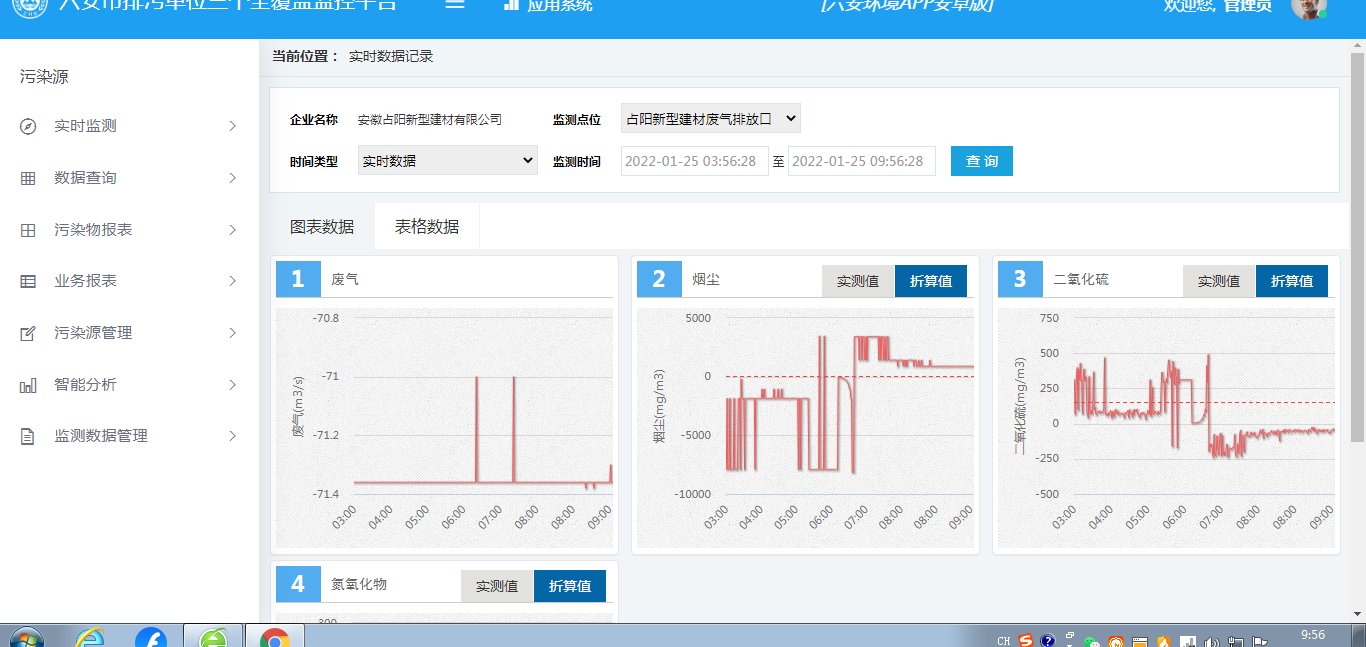 六安市排污单位三个全覆盖监控平台
应用系统
[六安环境APP安卓版]
欢迎您, 管理员
污染源
实时监测
数据查询
污染物报表
业务报表
污染源管理
智能分析
监测数据管理
当前位置： 实时数据记录
企业名称 安徽占阳新型建材有限公司 监测点位 占阳新型建材废气排放口
时间类型 实时数据 监测时间 2022-01-25 03:56:28 至 2022-01-25 09:56:28 查 询
图表数据 表格数据
1 废气
废气(m3/s)
-70.8
-71
-71.2
-71.4
03:00 04:00 05:00 06:00 07:00 08:00 08:00 09:00
2 烟尘 实测值 折算值
烟尘(mg/m3)
5000
0
-5000
-10000
03:00 04:00 05:00 06:00 07:00 08:00 08:00 09:00
3 二氧化硫 实测值 折算值
二氧化硫(mg/m3)
750
500
250
0
-250
-500
03:00 04:00 05:00 06:00 07:00 08:00 08:00 09:00
4 氮氧化物 实测值 折算值
300
CH
9:56